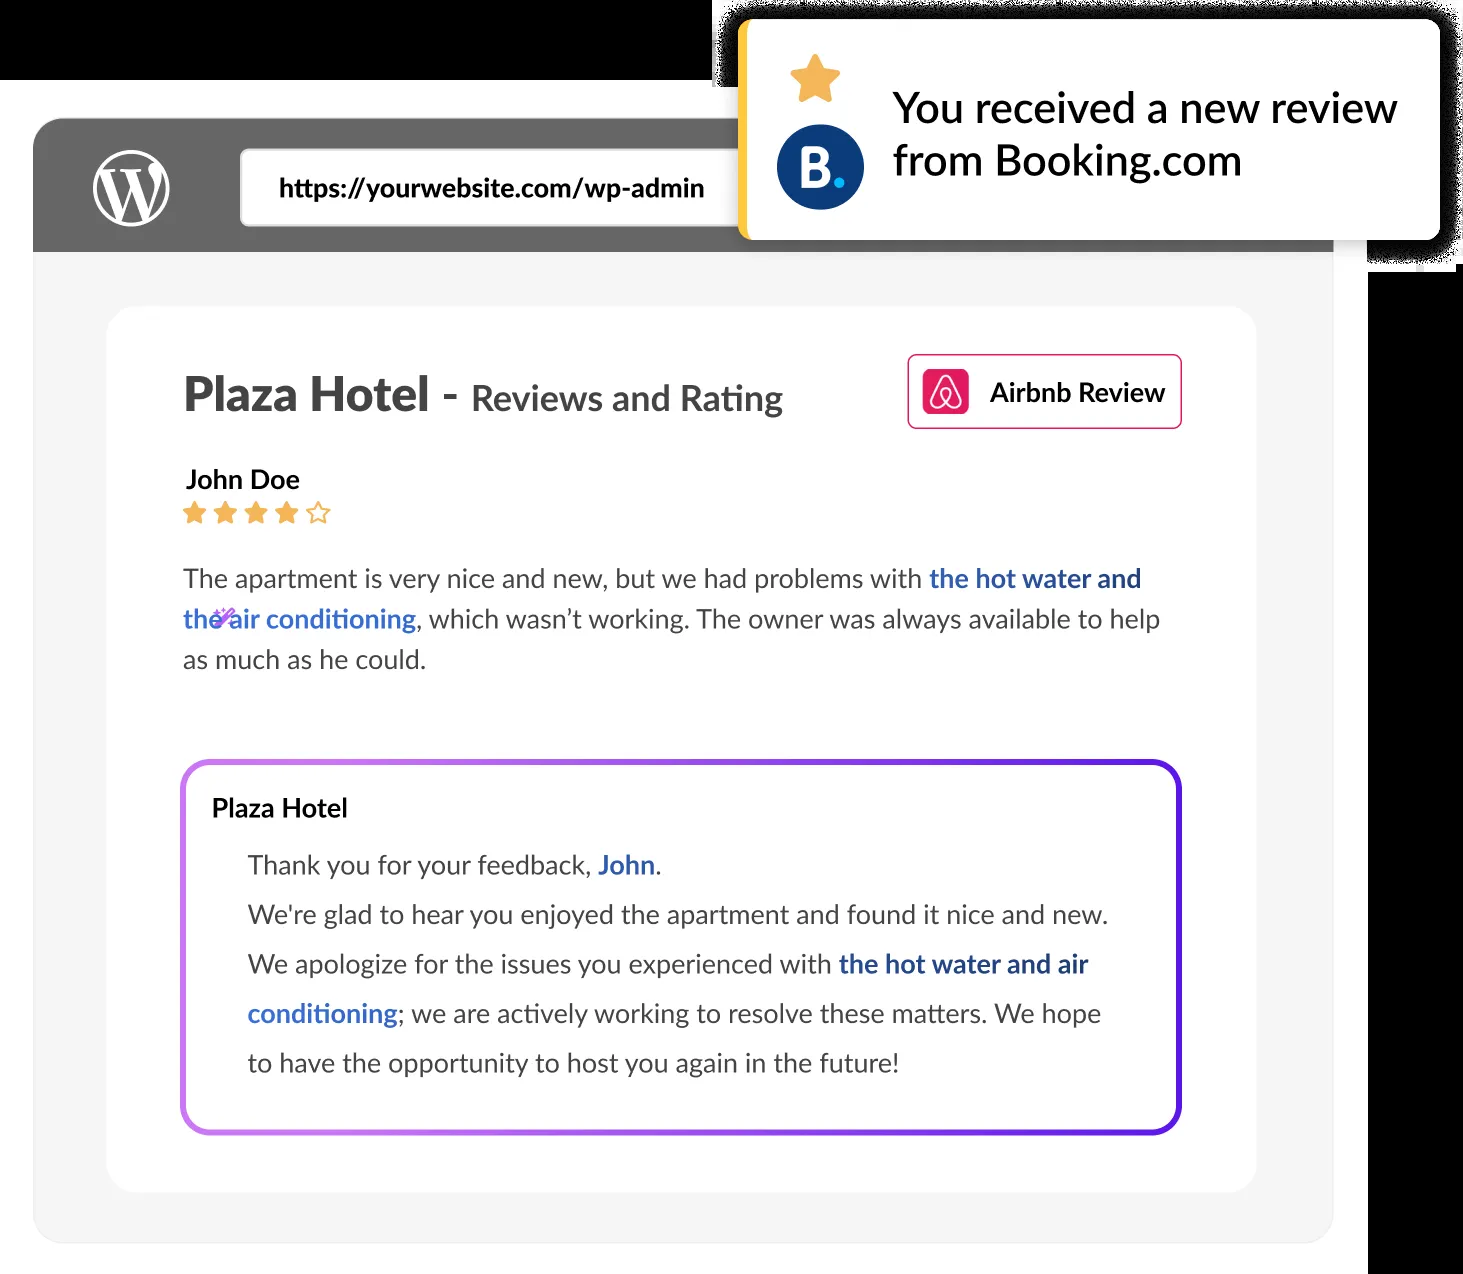 You received a new review
from Booking.com
B.
W
https://yourwebsite.com/wp-admin
Plaza Hotel - Reviews and Rating
Airbnb Review
John Doe
The apartment is very nice and new, but we had problems with the hot water and
the air conditioning, which wasn’t working. The owner was always available to help
as much as he could.
Plaza Hotel
Thank you for your feedback, John.
We're glad to hear you enjoyed the apartment and found it nice and new.
We apologize for the issues you experienced with the hot water and air
conditioning; we are actively working to resolve these matters. We hope
to have the opportunity to host you again in the future!